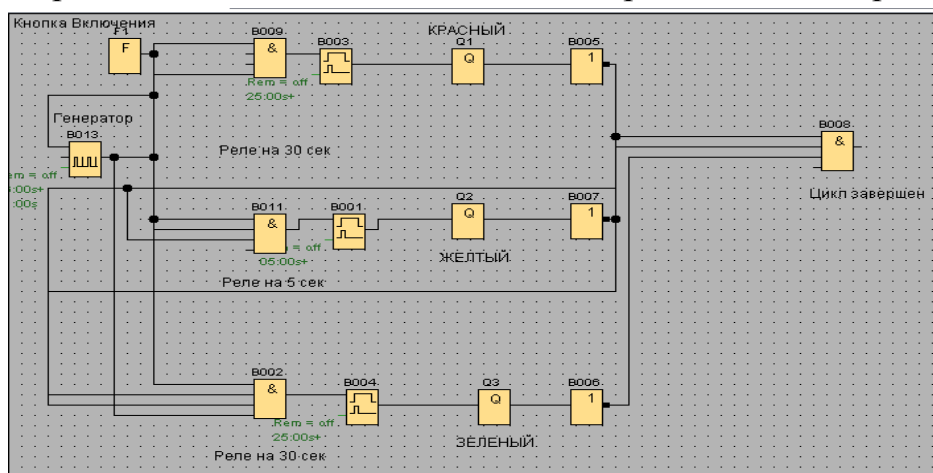 Кнопка Включения
F1
F
B009
&
Rem = off
25:00s+
B003
КРАСНЫЙ
Q1
Q
B005
1
B008
&
Цикл завершен
Генератор
B013
:00s+
:00s
Реле на 30 сек
B011
&
05:00s+
B001
Q2
Q
ЖЕЛТЫЙ
B007
1
Реле на 5 сек
B002
&
Rem = off
25:00s+
B004
Q3
Q
ЗЕЛЕНЫЙ
B006
1
Реле на 30 сек